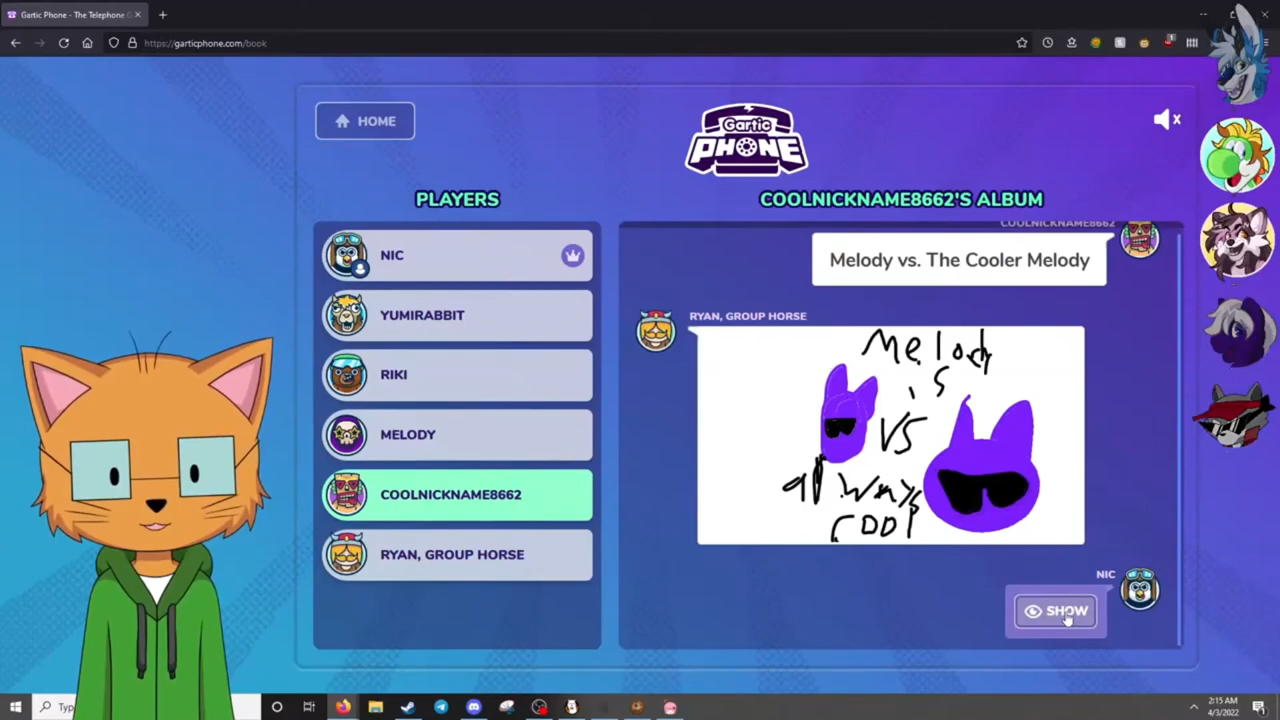 Gartic Phone - The Telephone G
https://garticphone.com/book
HOME
Gartic
PHONE
PLAYERS
NIC
YUMIRABBIT
RIKI
MELODY
COOLNICKNAME8662
RYAN, GROUP HORSE
COOLNICKNAME8662'S ALBUM
COOLNICKNAME8662
Melody vs. The Cooler Melody
RYAN, GROUP HORSE
Melody
is
VS
always
cool
NIC
SHOW
Typ
2:15 AM
4/3/2022